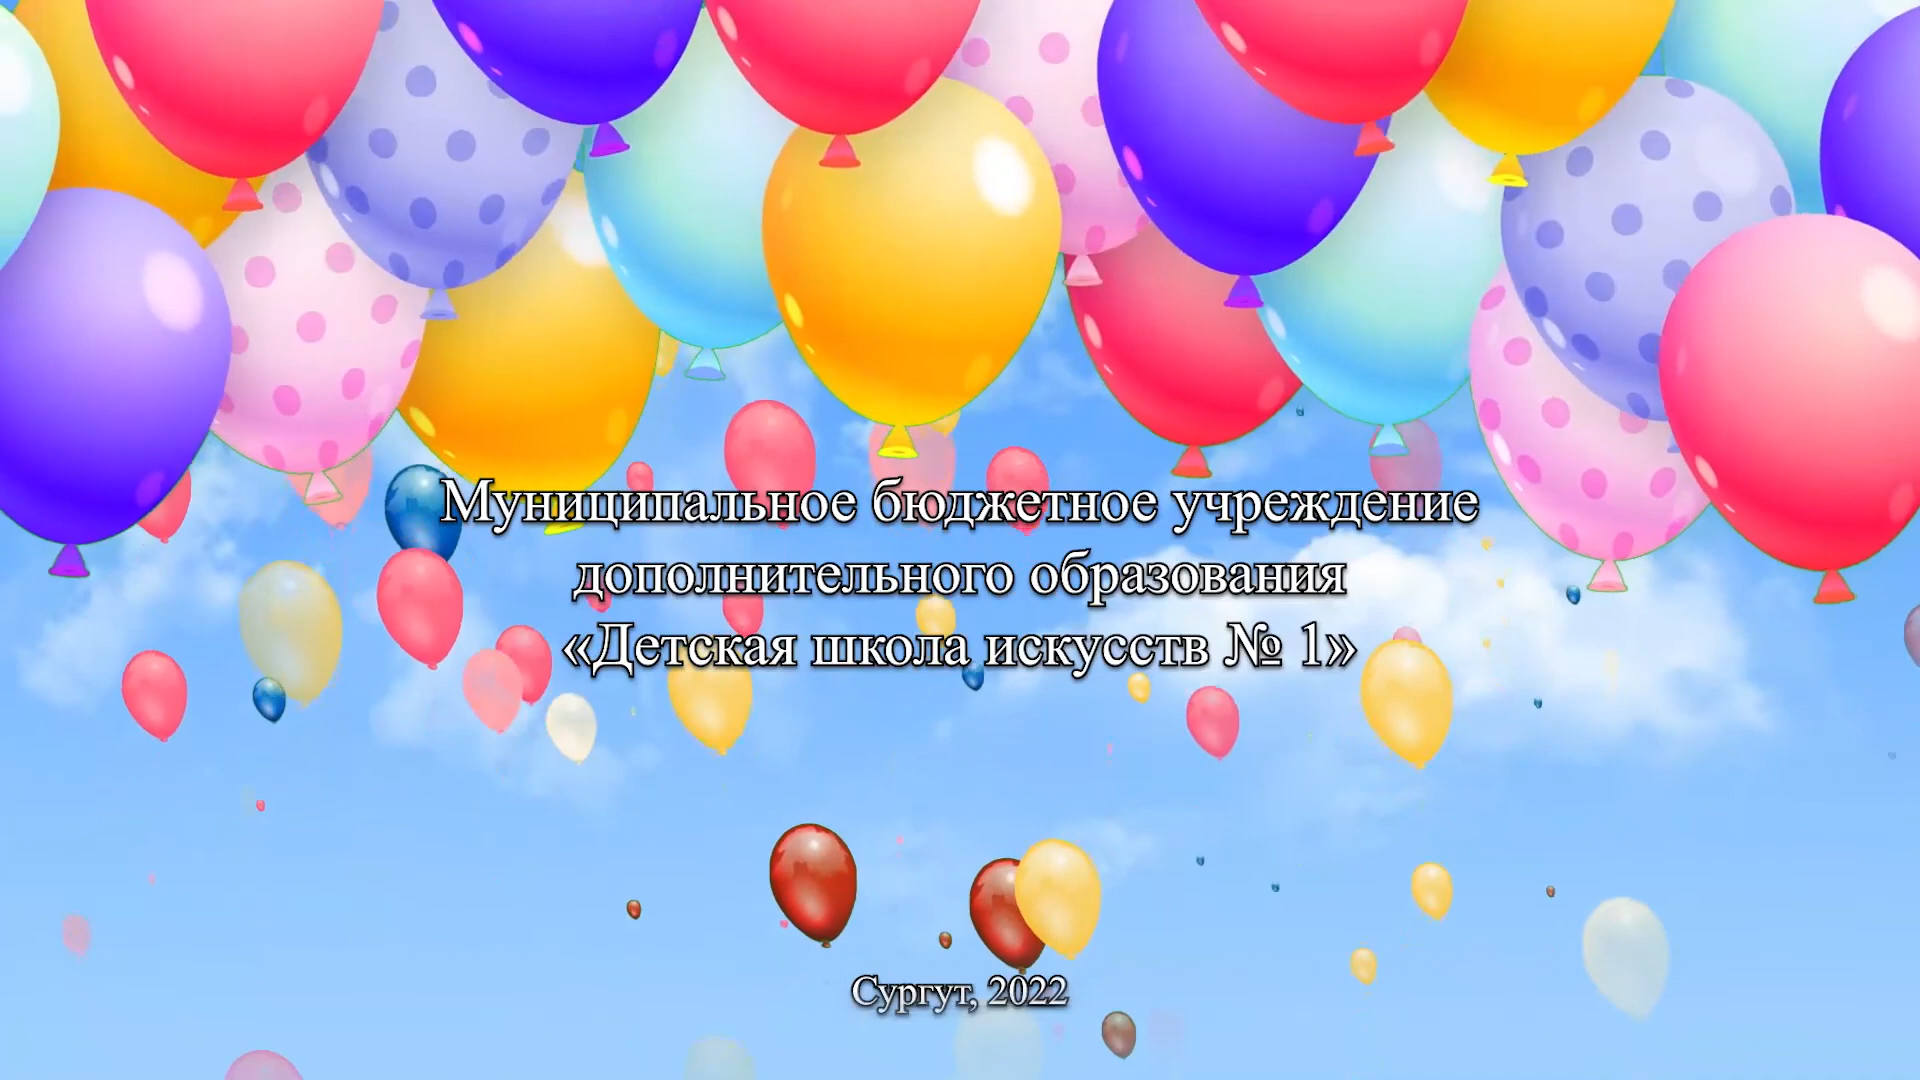 Муниципальное бюджетное учреждение
дополнительного образования
«Детская школа искусств № 1»
Сургут, 2022